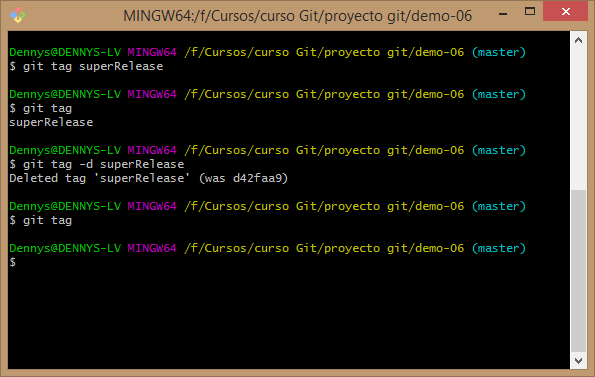 MINGW64:/f/Cursos/curso Git/proyecto git/demo-06
Dennys@DENNYS-LV MINGW64 /f/Cursos/curso Git/proyecto git/demo-06 (master)
$ git tag superRelease
Dennys@DENNYS-LV MINGW64 /f/Cursos/curso Git/proyecto git/demo-06 (master)
$ git tag
superRelease
Dennys@DENNYS-LV MINGW64 /f/Cursos/curso Git/proyecto git/demo-06 (master)
$ git tag -d superRelease
Deleted tag 'superRelease' (was d42faa9)
Dennys@DENNYS-LV MINGW64 /f/Cursos/curso Git/proyecto git/demo-06 (master)
$ git tag
Dennys@DENNYS-LV MINGW64 /f/Cursos/curso Git/proyecto git/demo-06 (master)
$